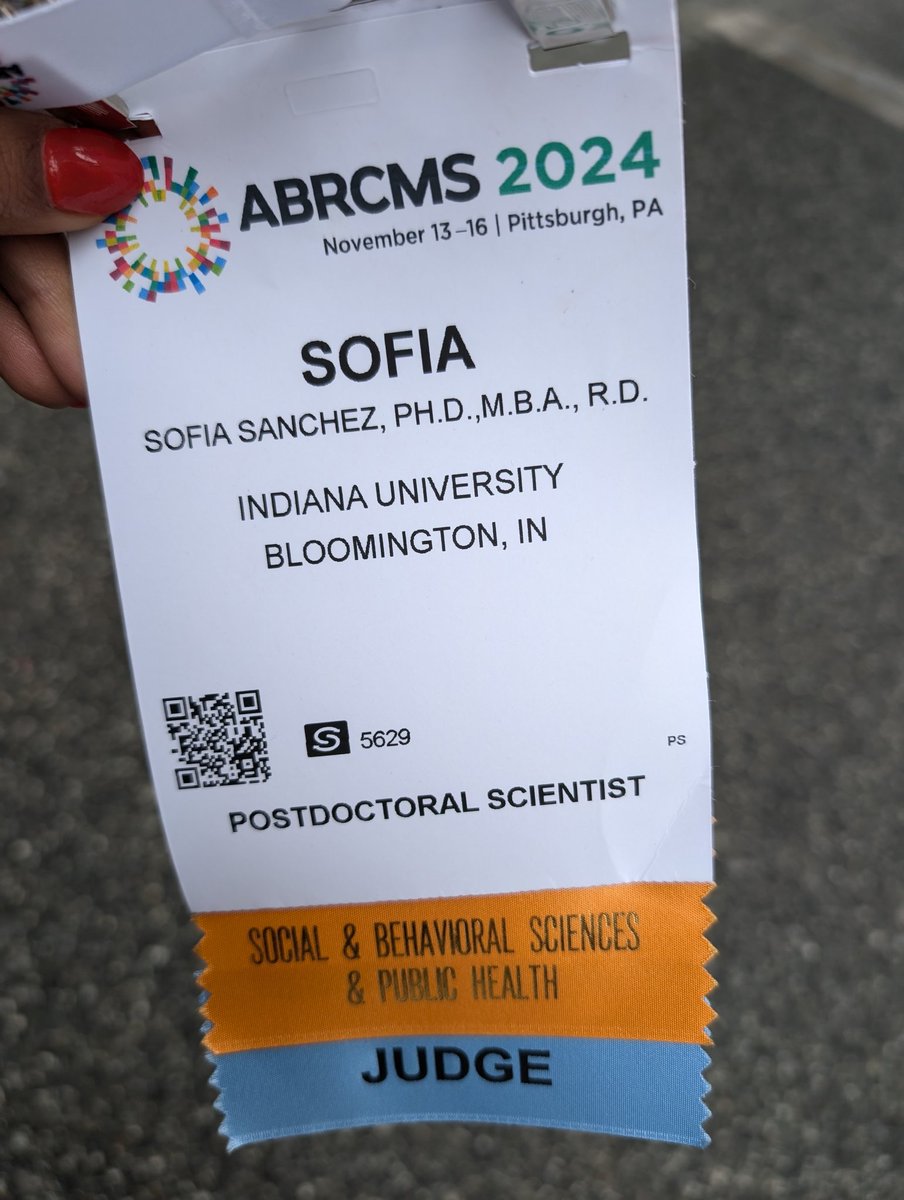 ABRCMS 2024
November 13–16 | Pittsburgh, PA
SOFIA
SOFIA SANCHEZ, PH.D.,M.B.A., R.D.
INDIANA UNIVERSITY
BLOOMINGTON, IN
S 5629
PS
POSTDOCTORAL SCIENTIST
SOCIAL & BEHAVIORAL SCIENCES
& PUBLIC HEALTH
JUDGE